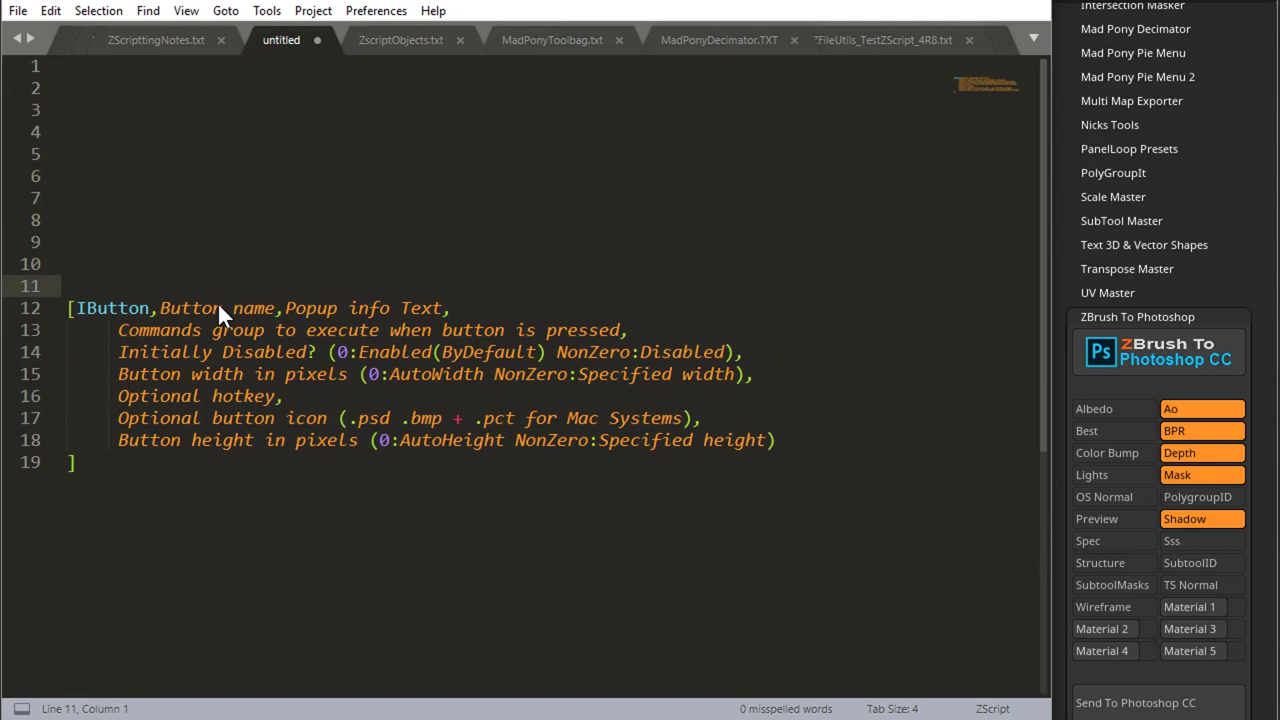 File Edit Selection Find View Goto Tools Project Preferences Help
ZScripttingNotes.txt untitled ZscriptObjects.txt MadPonyToolbag.txt MadPonyDecimator.TXT ZFileUtils_TestZScript_4R8.txt
1
2
3
4
5
6
7
8
9
10
11
12 [IButton,Button name,Popup info Text,
13 Commands group to execute when button is pressed,
14 Initially Disabled? (0:Enabled(ByDefault) NonZero:Disabled),
15 Button width in pixels (0:AutoWidth NonZero:Specified width),
16 Optional hotkey,
17 Optional button icon (.psd .bmp + .pct for Mac Systems),
18 Button height in pixels (0:AutoHeight NonZero:Specified height)
19 ]
Line 11, Column 1 0 misspelled words Tab Size: 4 ZScript
Intersection Masker
Mad Pony Decimator
Mad Pony Pie Menu
Mad Pony Pie Menu 2
Multi Map Exporter
Nicks Tools
PanelLoop Presets
PolyGroupIt
Scale Master
SubTool Master
Text 3D & Vector Shapes
Transpose Master
UV Master
ZBrush To Photoshop
Ps ZBrush To
Photoshop CC
Albedo Ao
Best BPR
Color Bump Depth
Lights Mask
OS Normal PolygroupID
Preview Shadow
Spec Sss
Structure SubtoolID
SubtoolMasks TS Normal
Wireframe Material 1
Material 2 Material 3
Material 4 Material 5
Send To Photoshop CC